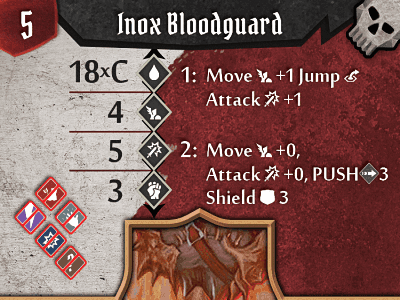 5
Inox Bloodguard
18xC
4
5
3
1: Move +1 Jump
Attack +1
2: Move +0,
Attack +0, PUSH 3
Shield 3